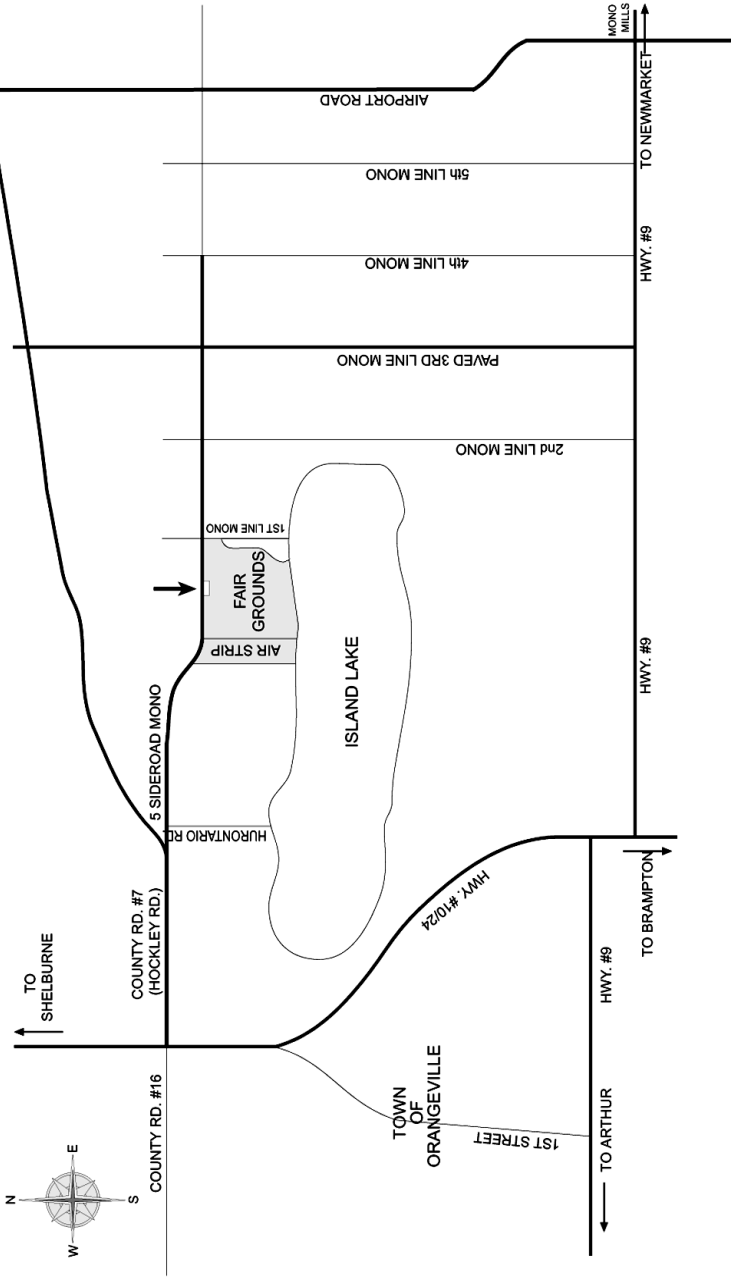 N
E
S
W
TO
SHELBURNE
COUNTY RD. #16
COUNTY RD. #7
(HOCKLEY RD.)
5 SIDEROAD MONO
HURONTARIO RD.
AIR STRIP
FAIR
GROUNDS
1ST LINE MONO
ISLAND LAKE
2nd LINE MONO
PAVED 3RD LINE MONO
4th LINE MONO
5th LINE MONO
AIRPORT ROAD
MONO
MILLS
TO NEWMARKET
HWY. #9
HWY. #9
HWY. #10/24
TO BRAMPTON
HWY. #9
TO ARTHUR
TOWN
OF
ORANGEVILLE
1ST STREET